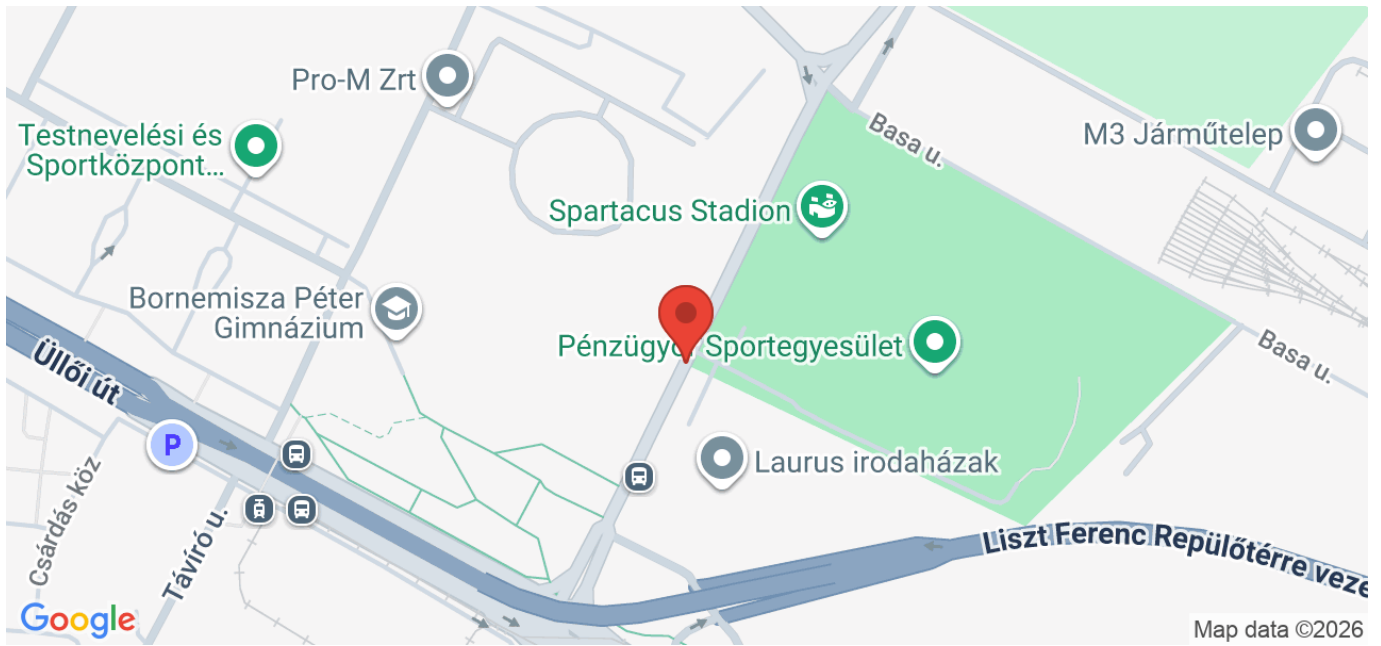 Pro-M Zrt
Testnevelési és
Sportközpont...
Basa u.
M3 Járműtelep
Spartacus Stadion
Bornemisza Péter
Gimnázium
Pénzügyőr Sportegyesület
Basa u.
Üllői út
P
Laurus irodaházak
Csárdás köz
Távíró u.
Liszt Ferenc Repülőtérre veze
Google
Map data ©2026